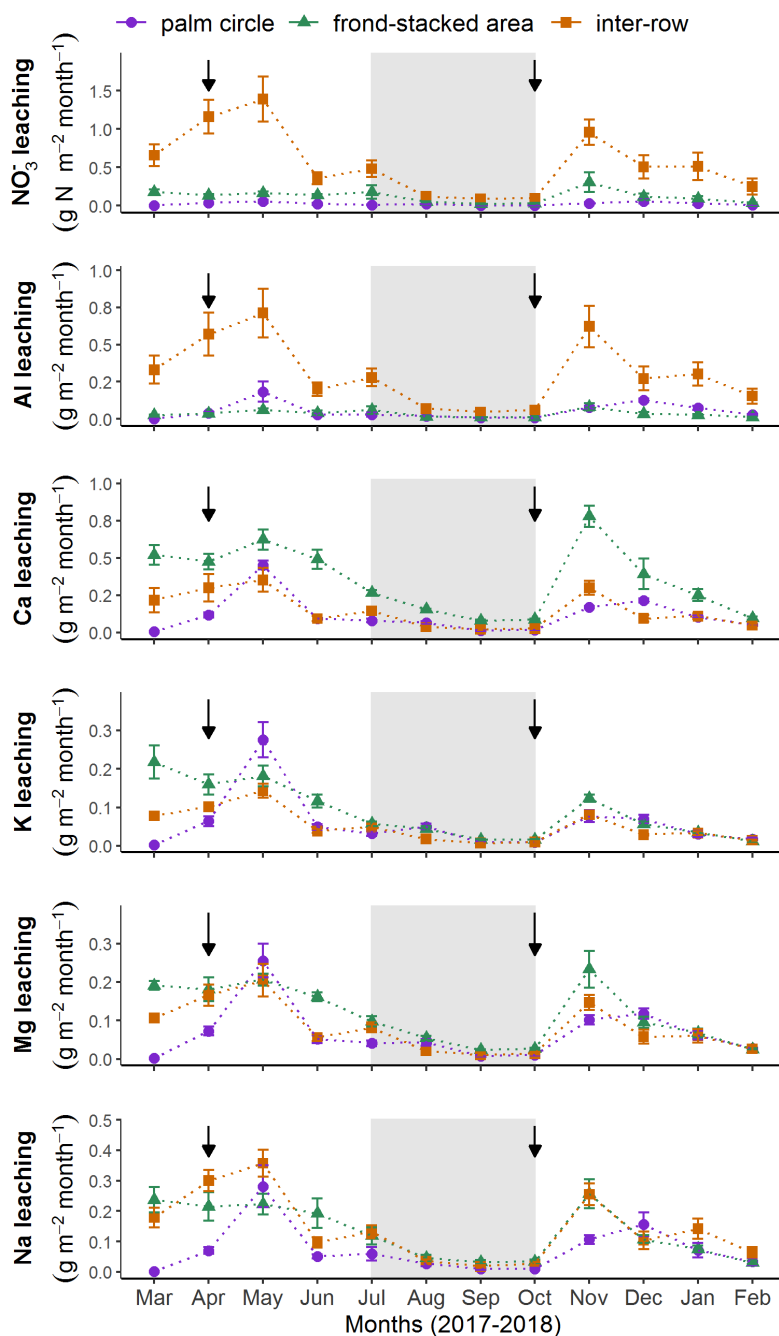 palm circle frond-stacked area inter-row
NO₃⁻ leaching
(g N m⁻² month⁻¹)
1.5
1.0
0.5
0.0
Al leaching
(g m⁻² month⁻¹)
1.0
0.8
0.5
0.2
0.0
Ca leaching
(g m⁻² month⁻¹)
1.0
0.8
0.5
0.2
0.0
K leaching
(g m⁻² month⁻¹)
0.3
0.2
0.1
0.0
Mg leaching
(g m⁻² month⁻¹)
0.3
0.2
0.1
0.0
Na leaching
(g m⁻² month⁻¹)
0.5
0.4
0.3
0.2
0.1
0.0
Mar Apr May Jun Jul Aug Sep Oct Nov Dec Jan Feb
Months (2017-2018)